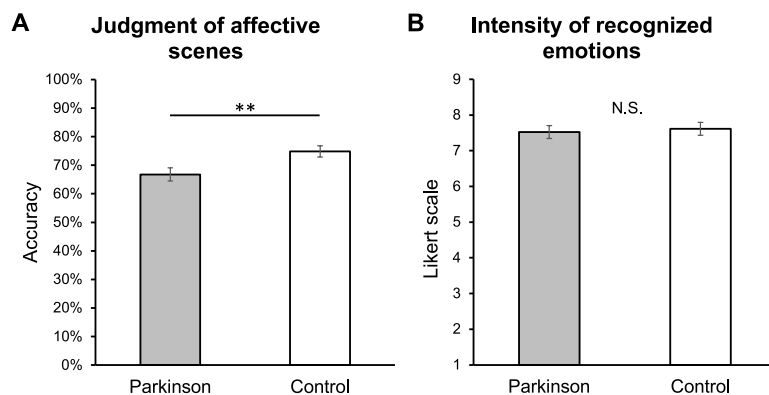 A
Judgment of affective
scenes
100%
90%
80%
70%
60%
50%
40%
30%
20%
10%
0%
Accuracy
**
Parkinson
Control
B
Intensity of recognized
emotions
9
8
7
6
5
4
3
2
1
Likert scale
N.S.
Parkinson
Control